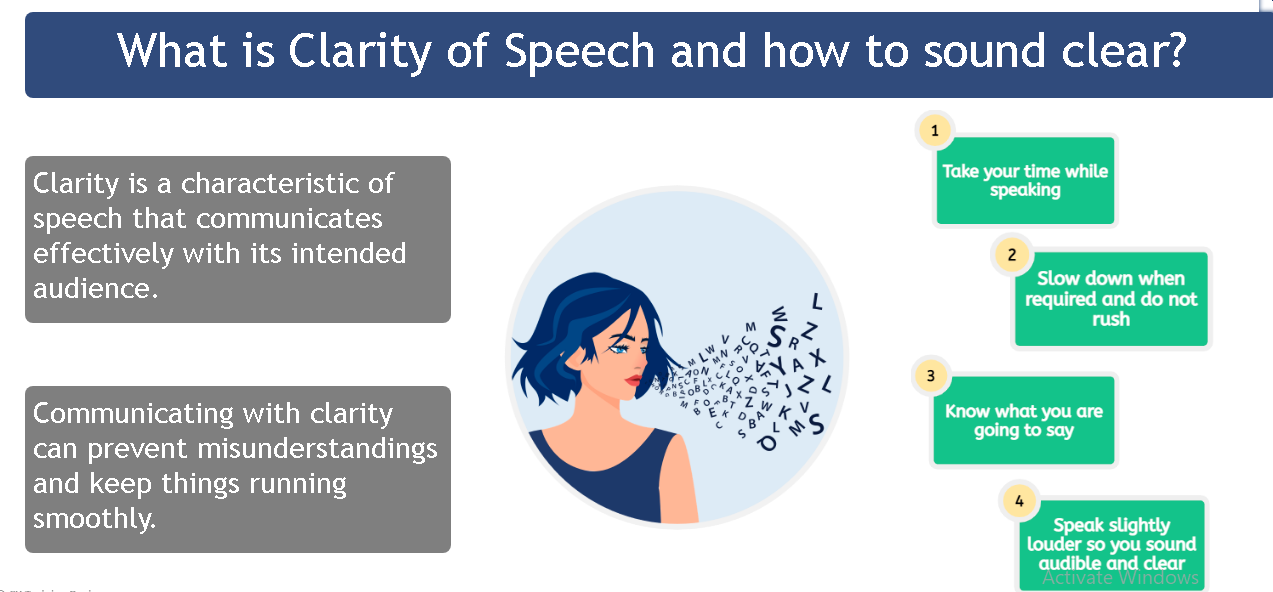 What is Clarity of Speech and how to sound clear?
Clarity is a characteristic of
speech that communicates
effectively with its intended
audience.
Communicating with clarity
can prevent misunderstandings
and keep things running
smoothly.
1
Take your time while
speaking
2
Slow down when
required and do not
rush
3
Know what you are
going to say
4
Speak slightly
louder so you sound
audible and clear
Activate Windows